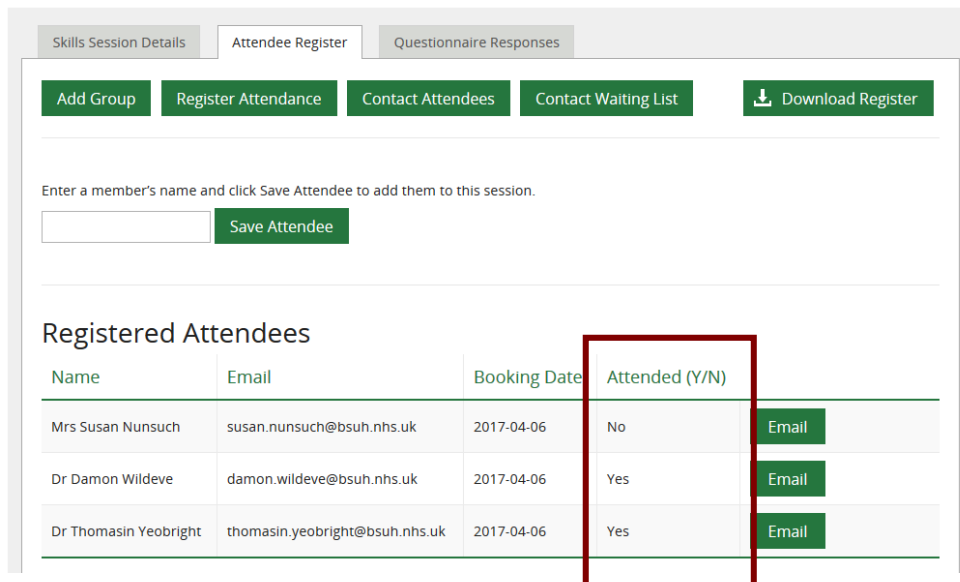 Skills Session Details Attendee Register Questionnaire Responses
Add Group Register Attendance Contact Attendees Contact Waiting List Download Register
Enter a member's name and click Save Attendee to add them to this session.
Save Attendee
Registered Attendees
Name Email Booking Date Attended (Y/N)
Mrs Susan Nunsuch susan.nunsuch@bsuh.nhs.uk 2017-04-06 No Email
Dr Damon Wildeve damon.wildeve@bsuh.nhs.uk 2017-04-06 Yes Email
Dr Thomasin Yeobright thomasin.yeobright@bsuh.nhs.uk 2017-04-06 Yes Email